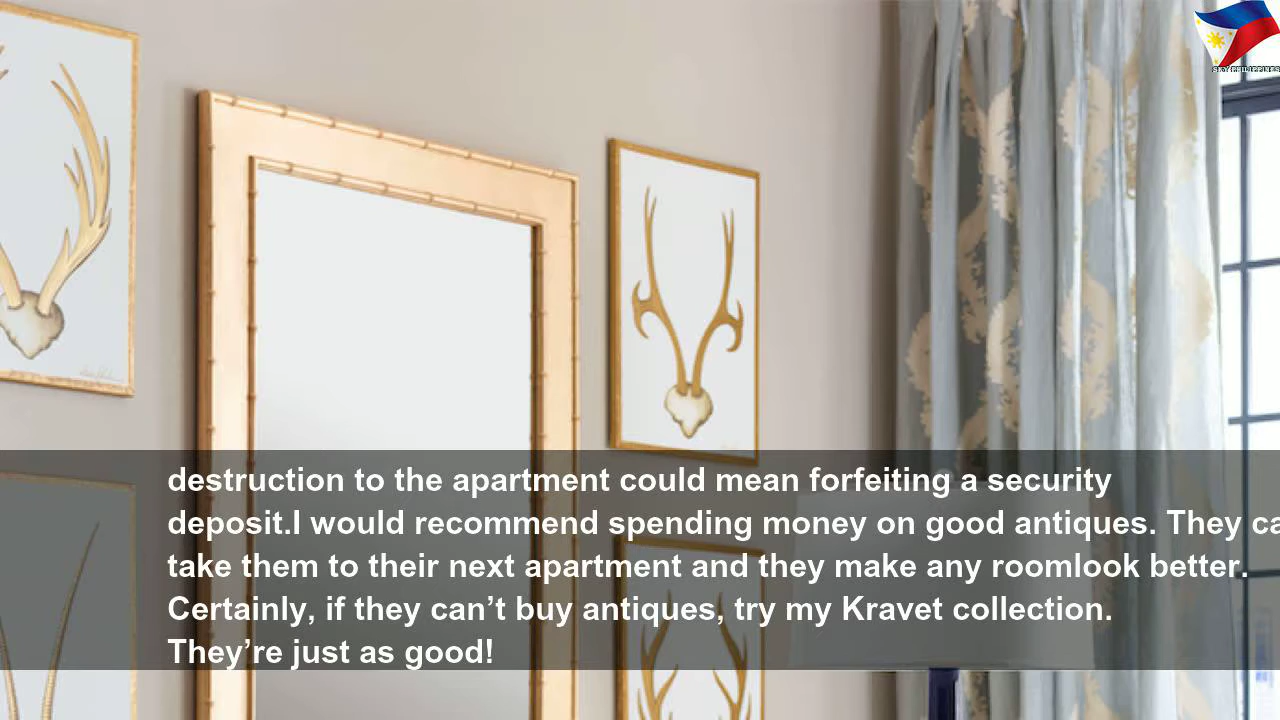 destruction to the apartment could mean forfeiting a security
deposit.I would recommend spending money on good antiques. They ca
take them to their next apartment and they make any roomlook better.
Certainly, if they can’t buy antiques, try my Kravet collection.
They’re just as good!